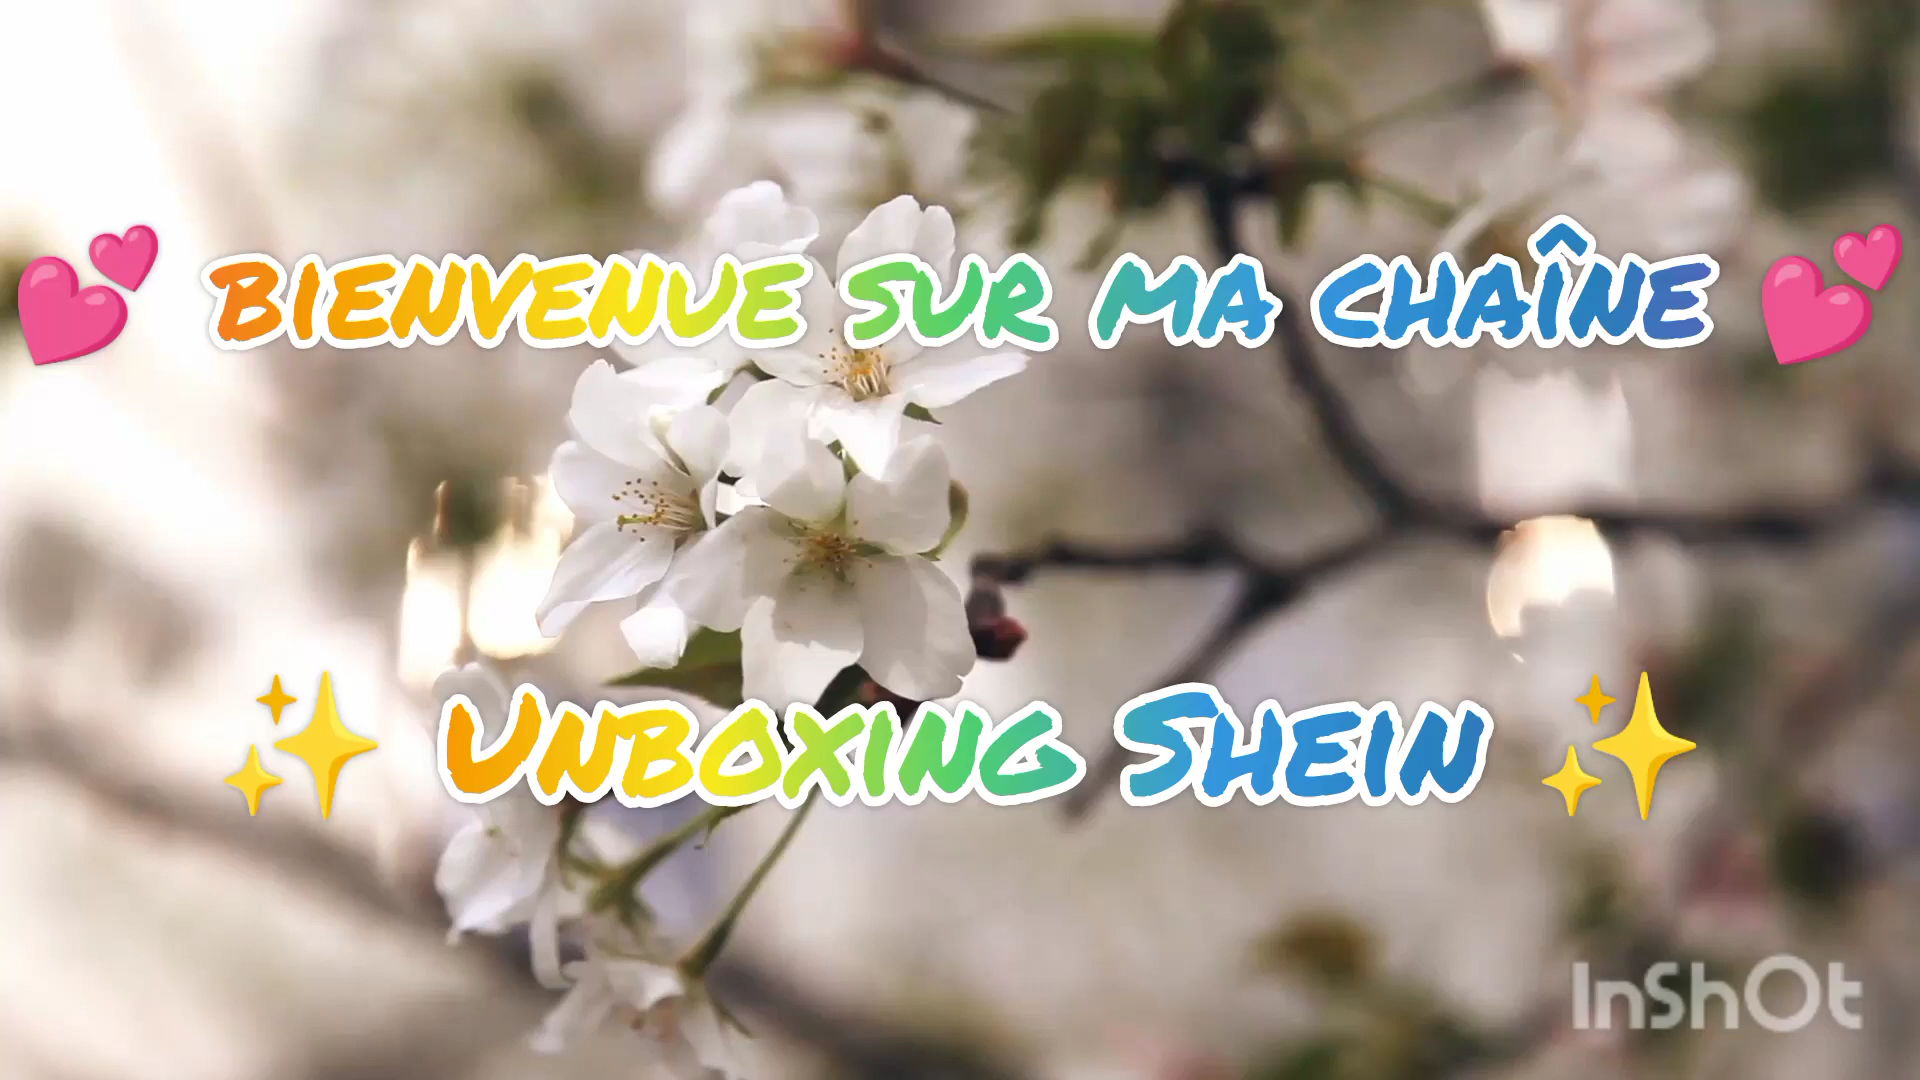 💕 BIENVENUE SUR MA CHAÎNE 💕
✨ UNBOXING SHEIN ✨
InShOt